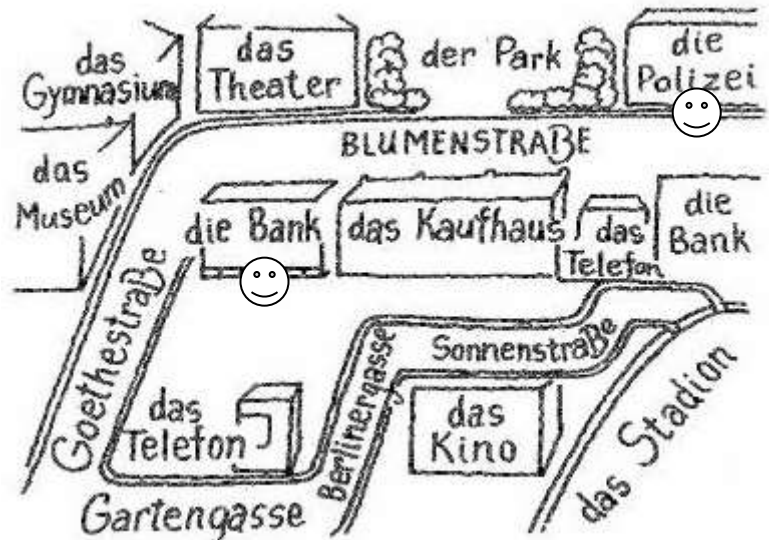 das
Gymnasium
das
Theater
der Park
die
Polizei
BLUMENSTRAßE
das
Museum
die Bank
das Kaufhaus
das
Telefon
die
Bank
Goethestraße
Sonnenstraße
Berlinergasse
das
Telefon
das
Kino
das Stadion
Gartengasse